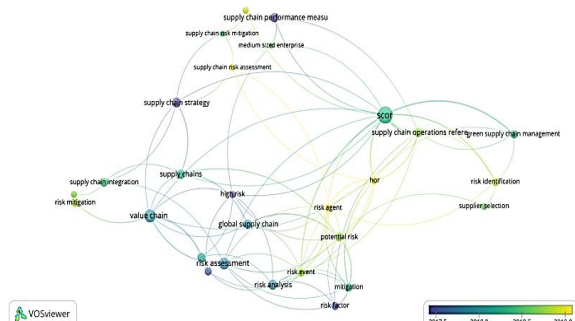 supply chain performance measu
supply chain risk mitigation
medium sized enterprise
supply chain risk assessment
supply chain strategy
scor
supply chain operations refere
green supply chain management
supply chains
hor
risk identification
supply chain integration
high risk
risk mitigation
risk agent
supplier selection
value chain
global supply chain
potential risk
risk assessment
risk event
risk analysis
mitigation
risk factor
VOSviewer